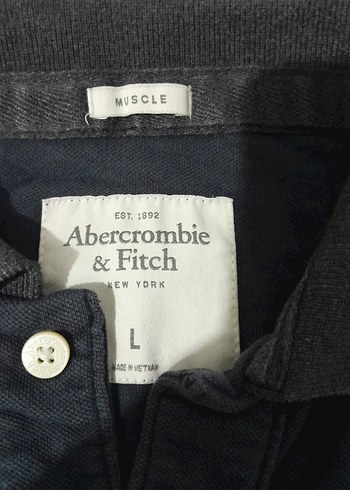 MUSCLE
EST. 1892
Abercrombie
& Fitch
NEW YORK
L
MADE IN VIETNAM